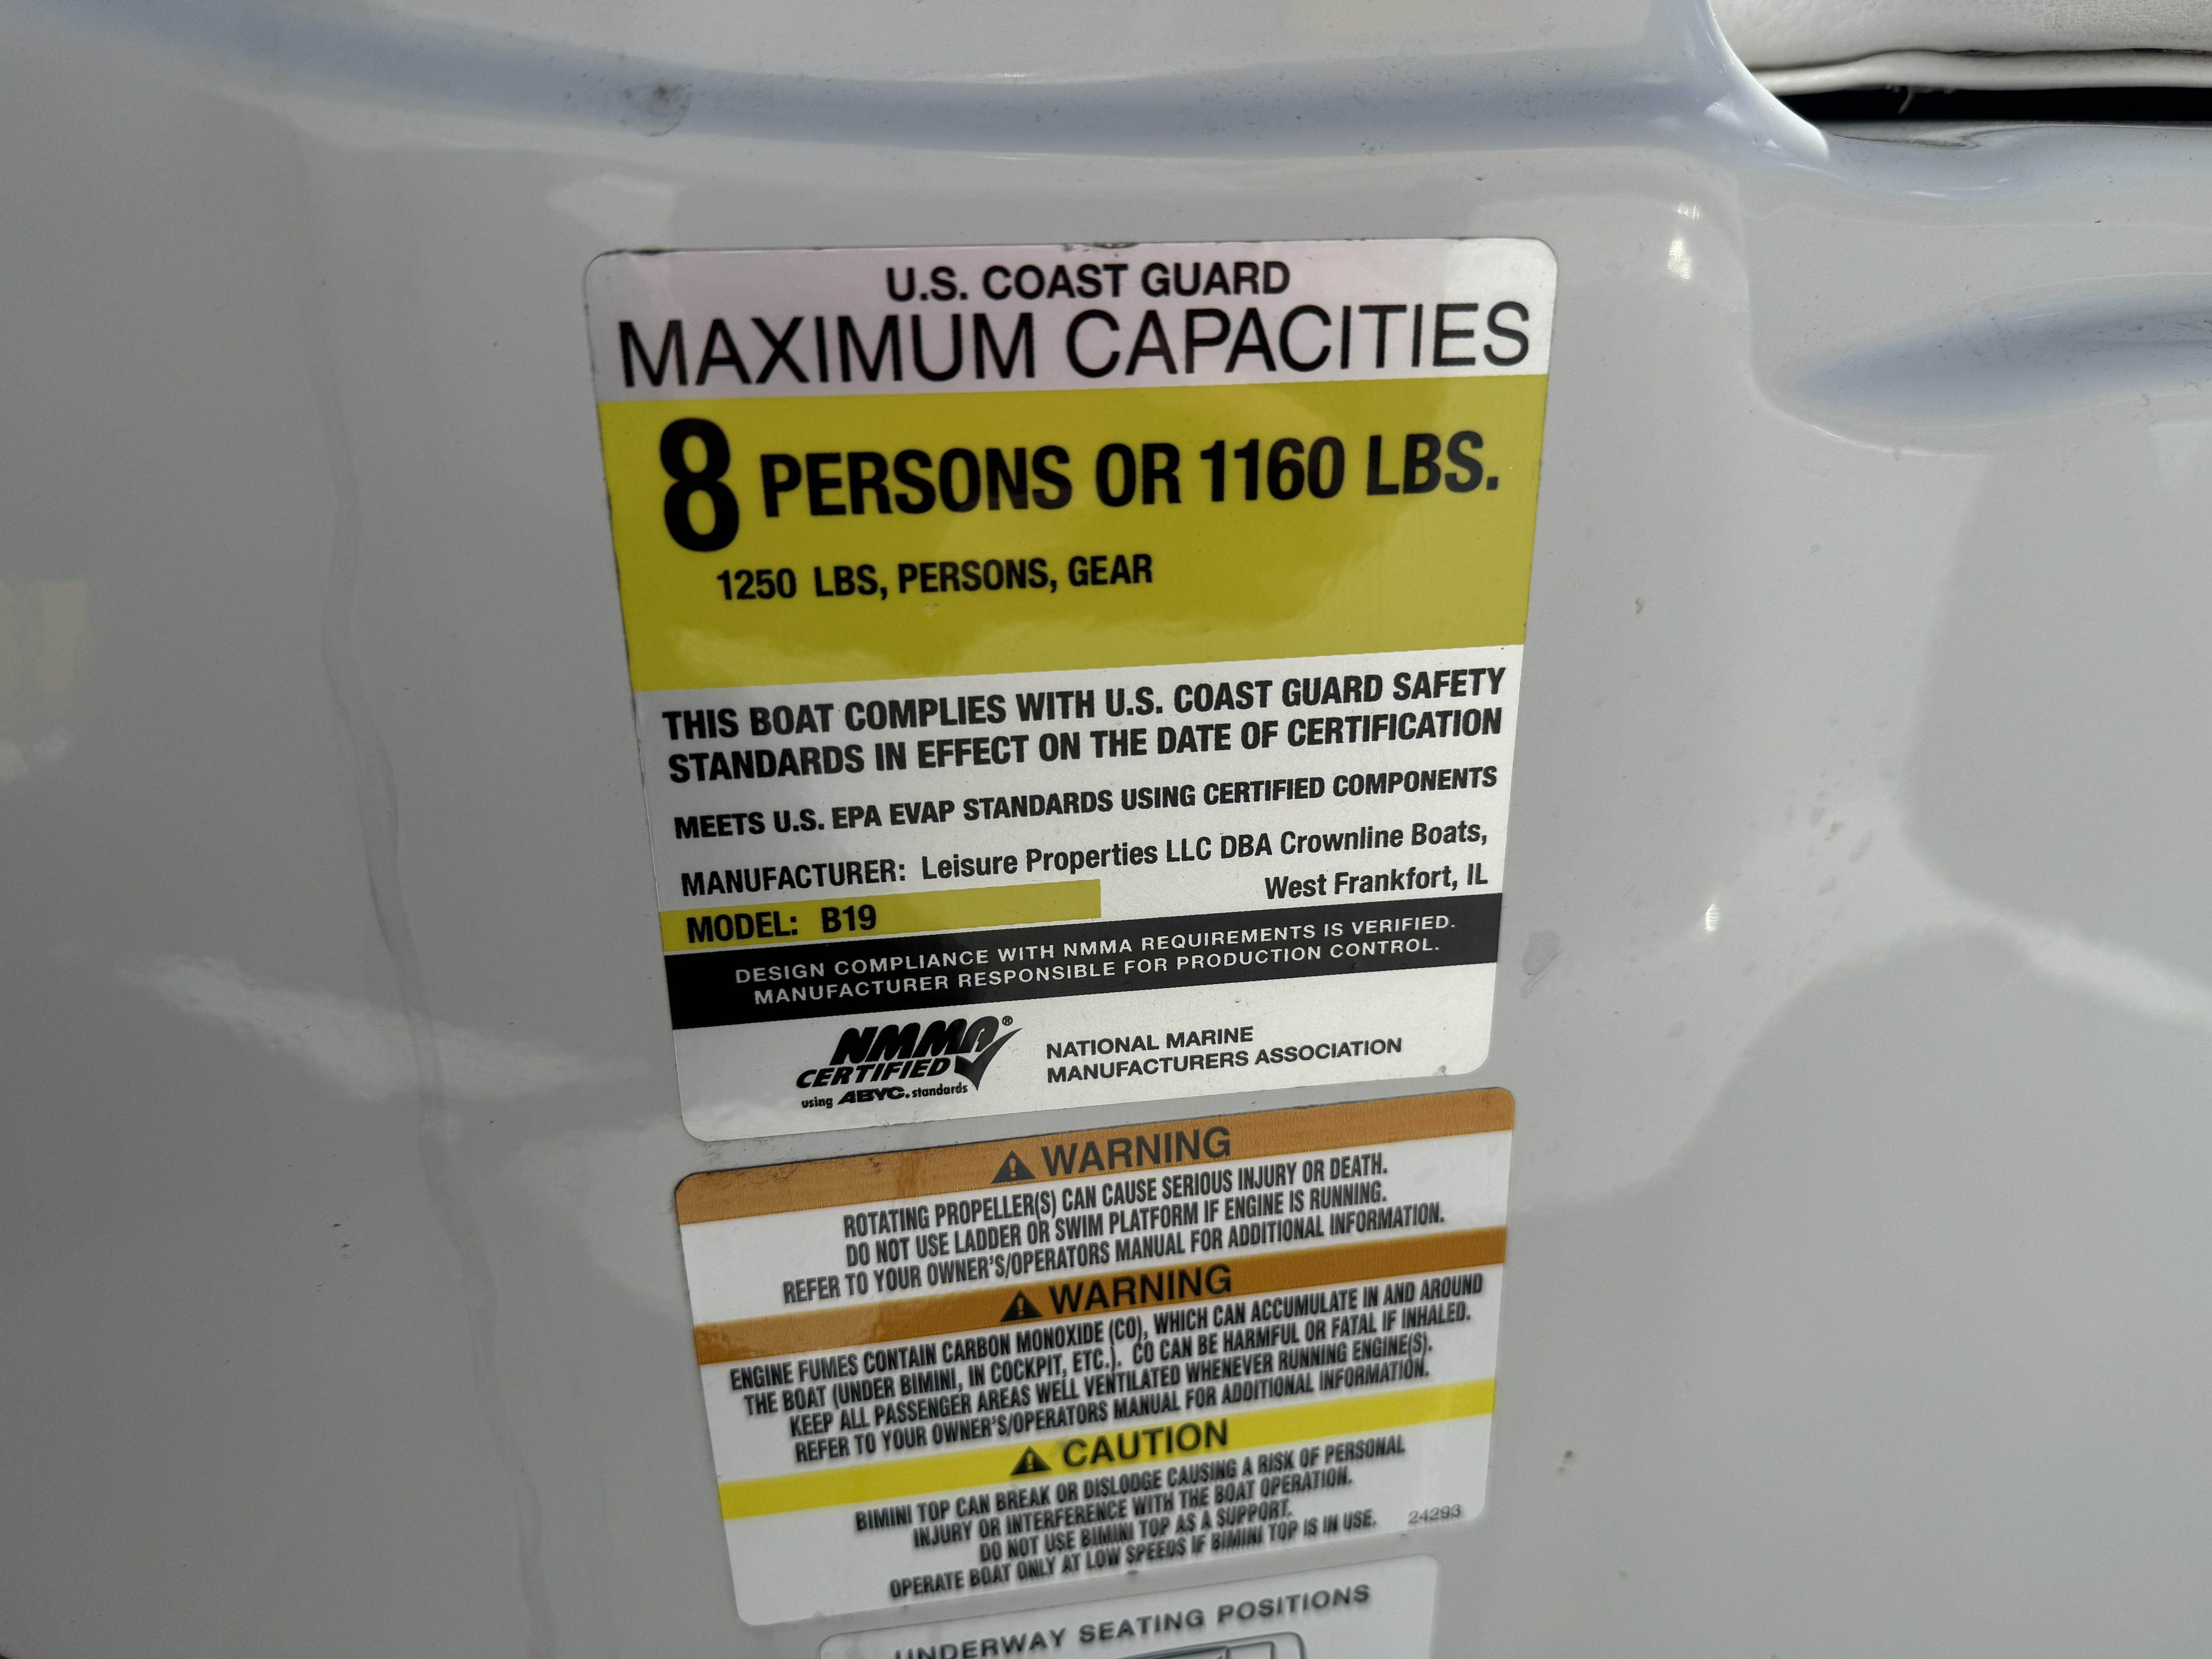 U.S. COAST GUARD
MAXIMUM CAPACITIES
8 PERSONS OR 1160 LBS.
1250 LBS, PERSONS, GEAR
THIS BOAT COMPLIES WITH U.S. COAST GUARD SAFETY
STANDARDS IN EFFECT ON THE DATE OF CERTIFICATION
MEETS U.S. EPA EVAP STANDARDS USING CERTIFIED COMPONENTS
MANUFACTURER: Leisure Properties LLC DBA Crownline Boats,
West Frankfort, IL
MODEL: B19
DESIGN COMPLIANCE WITH NMMA REQUIREMENTS IS VERIFIED.
MANUFACTURER RESPONSIBLE FOR PRODUCTION CONTROL.
NMMA®
CERTIFIED
using ABYC. standards
NATIONAL MARINE
MANUFACTURERS ASSOCIATION
WARNING
ROTATING PROPELLER(S) CAN CAUSE SERIOUS INJURY OR DEATH.
DO NOT USE LADDER OR SWIM PLATFORM IF ENGINE IS RUNNING.
REFER TO YOUR OWNER'S/OPERATORS MANUAL FOR ADDITIONAL INFORMATION.
WARNING
ENGINE FUMES CONTAIN CARBON MONOXIDE (CO), WHICH CAN ACCUMULATE IN AND AROUND
THE BOAT (UNDER BIMINI, IN COCKPIT, ETC.). CO CAN BE HARMFUL OR FATAL IF INHALED.
KEEP ALL PASSENGER AREAS WELL VENTILATED WHENEVER RUNNING ENGINE(S).
REFER TO YOUR OWNER'S/OPERATORS MANUAL FOR ADDITIONAL INFORMATION.
CAUTION
BIMINI TOP CAN BREAK OR DISLODGE CAUSING A RISK OF PERSONAL
INJURY OR INTERFERENCE WITH THE BOAT OPERATION.
DO NOT USE BIMINI TOP AS A SUPPORT.
OPERATE BOAT ONLY AT LOW SPEEDS IF BIMINI TOP IS IN USE.
24293
UNDERWAY SEATING POSITIONS